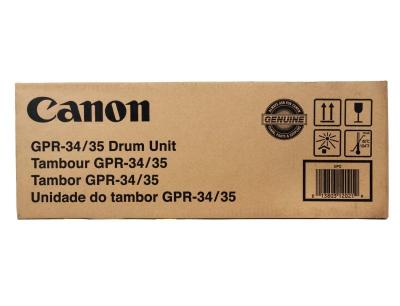 Canon
GPR-34/35 Drum Unit
Tambour GPR-34/35
Tambor GPR-34/35
Unidade do tambor GPR-34/35
GENUINE
UPC